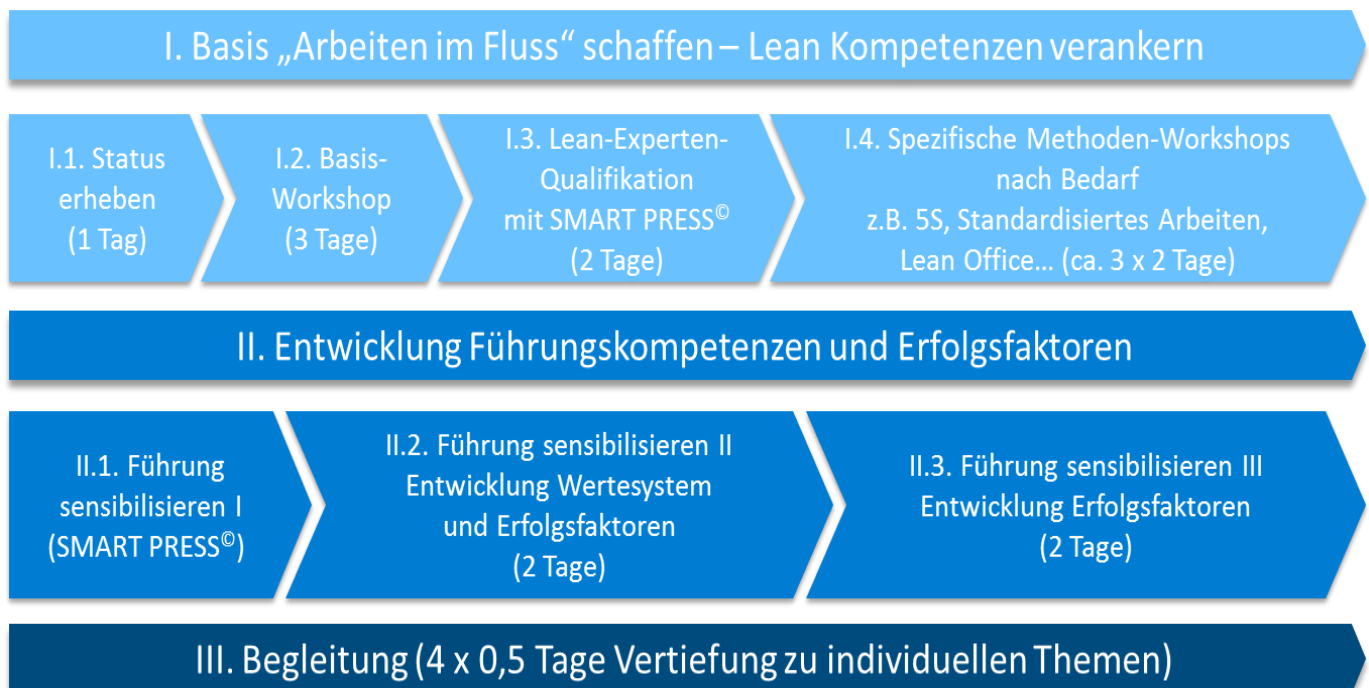 I. Basis „Arbeiten im Fluss“ schaffen – Lean Kompetenzen verankern
I.1. Status
erheben
(1 Tag)
I.2. Basis-
Workshop
(3 Tage)
I.3. Lean-Experten-
Qualifikation
mit SMART PRESS©
(2 Tage)
I.4. Spezifische Methoden-Workshops
nach Bedarf
z.B. 5S, Standardisiertes Arbeiten,
Lean Office... (ca. 3 x 2 Tage)
II. Entwicklung Führungskompetenzen und Erfolgsfaktoren
II.1. Führung
sensibilisieren I
(SMART PRESS©)
II.2. Führung sensibilisieren II
Entwicklung Wertesystem
und Erfolgsfaktoren
(2 Tage)
II.3. Führung sensibilisieren III
Entwicklung Erfolgsfaktoren
(2 Tage)
III. Begleitung (4 x 0,5 Tage Vertiefung zu individuellen Themen)